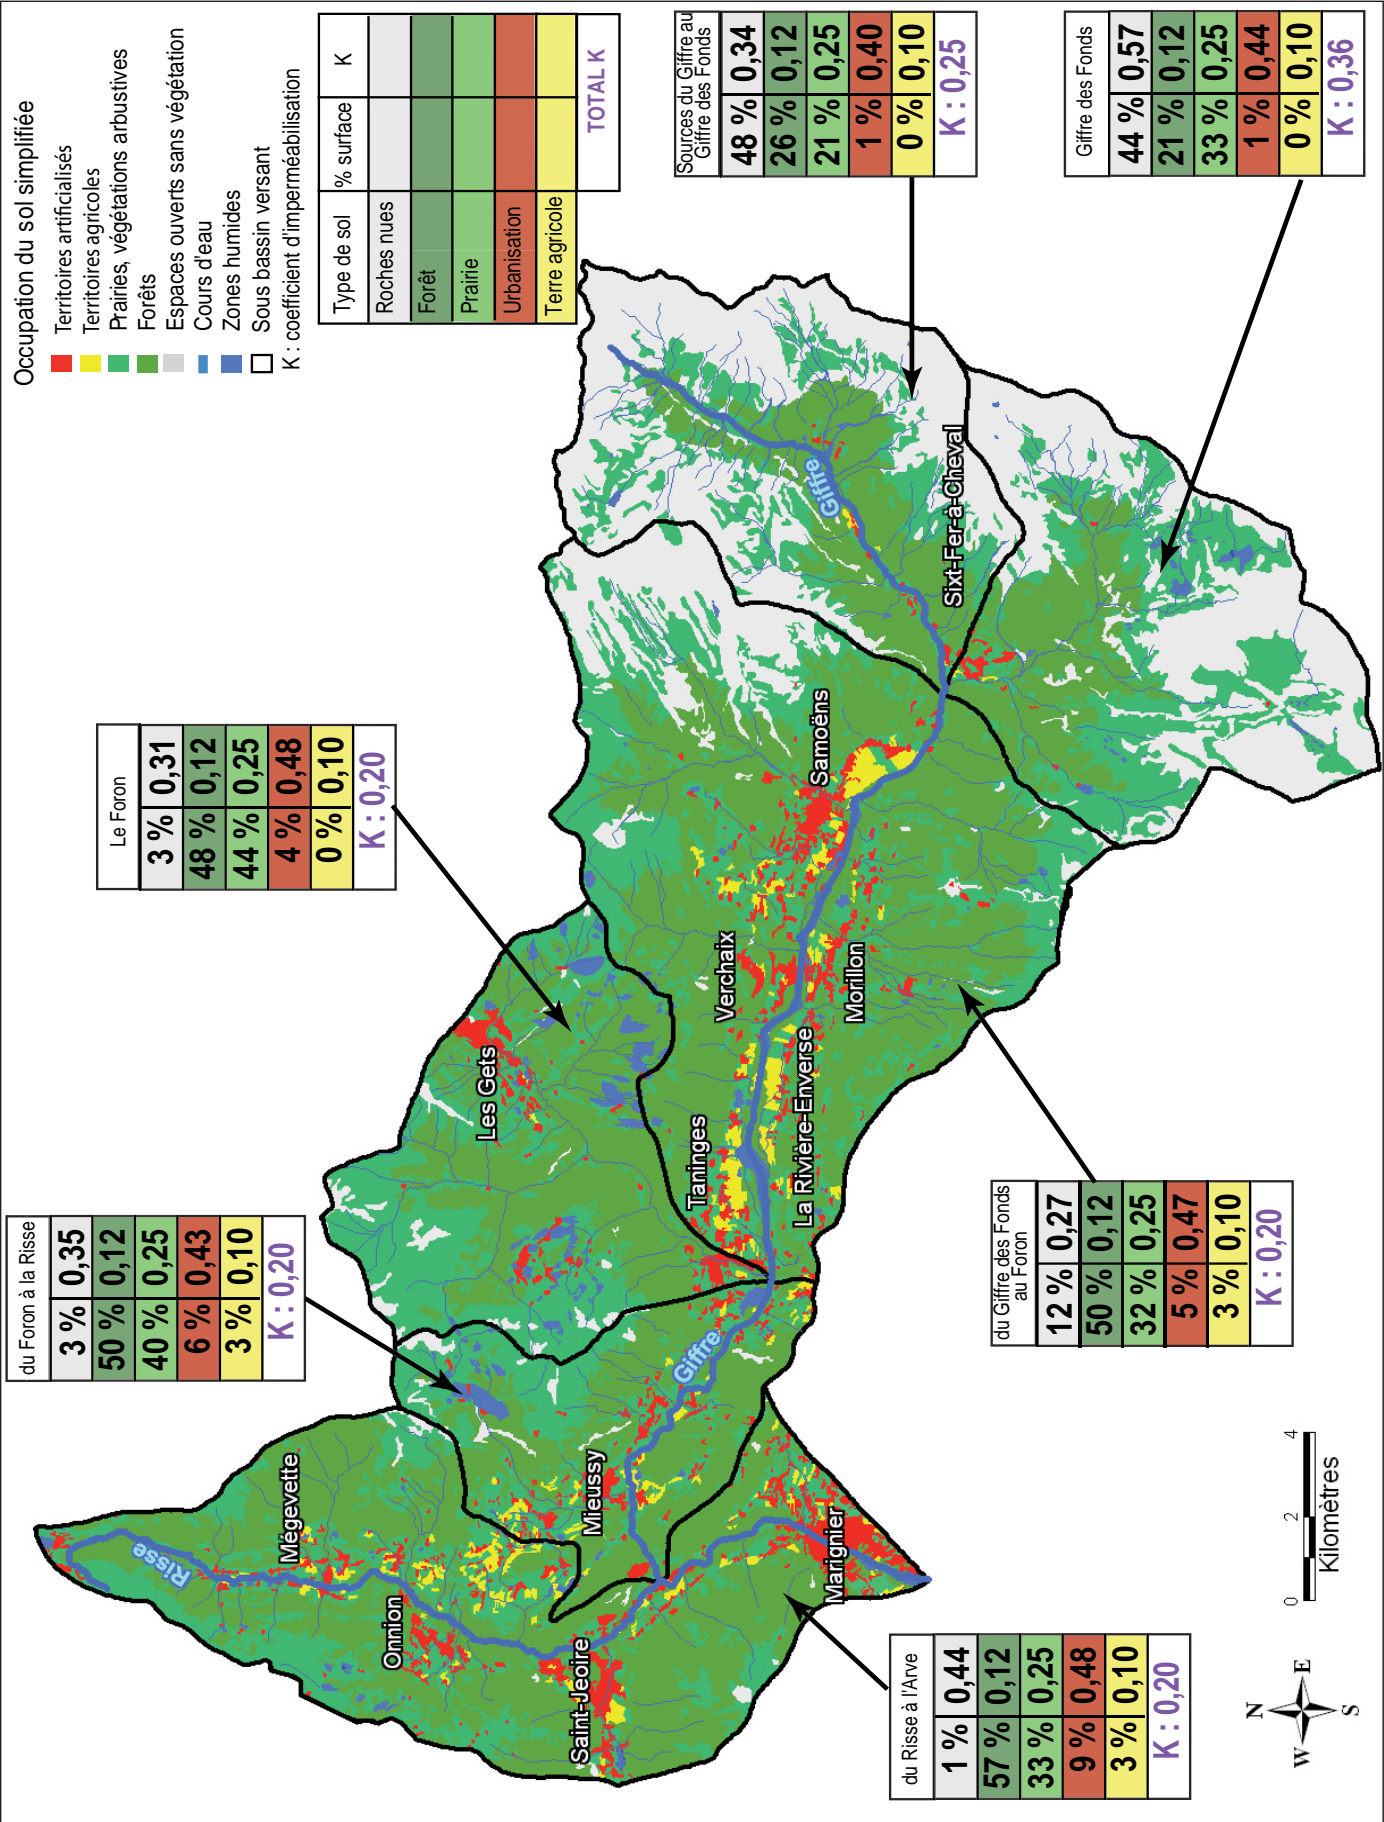 Occupation du sol simplifiée
Territoires artificialisés
Territoires agricoles
Prairies, végétations arbustives
Forêts
Espaces ouverts sans végétation
Cours d'eau
Zones humides
Sous bassin versant
K : coefficient d'imperméabilisation
Type de sol % surface K
Roches nues
Forêt
Prairie
Urbanisation
Terre agricole
TOTAL K
du Foron à la Risse
3 % 0,35
50 % 0,12
40 % 0,25
6 % 0,43
3 % 0,10
K : 0,20
Le Foron
3 % 0,31
48 % 0,12
44 % 0,25
4 % 0,48
0 % 0,10
K : 0,20
Sources du Giffre au
Giffre des Fonds
48 % 0,34
26 % 0,12
21 % 0,25
1 % 0,40
0 % 0,10
K : 0,25
Giffre des Fonds
44 % 0,57
21 % 0,12
33 % 0,25
1 % 0,44
0 % 0,10
K : 0,36
du Giffre des Fonds
au Foron
12 % 0,27
50 % 0,12
32 % 0,25
5 % 0,47
3 % 0,10
K : 0,20
du Risse à l'Arve
1 % 0,44
57 % 0,12
33 % 0,25
9 % 0,48
3 % 0,10
K : 0,20
Risse
Mégevette
Onnion
Saint-Jeoire
Mieussy
Marignier
Giffre
Les Gets
Taninges
La Rivière-Enverse
Verchaix
Morillon
Samoëns
Giffre
Sixt-Fer-à-Cheval
N
W E
S
0 2 4
Kilomètres